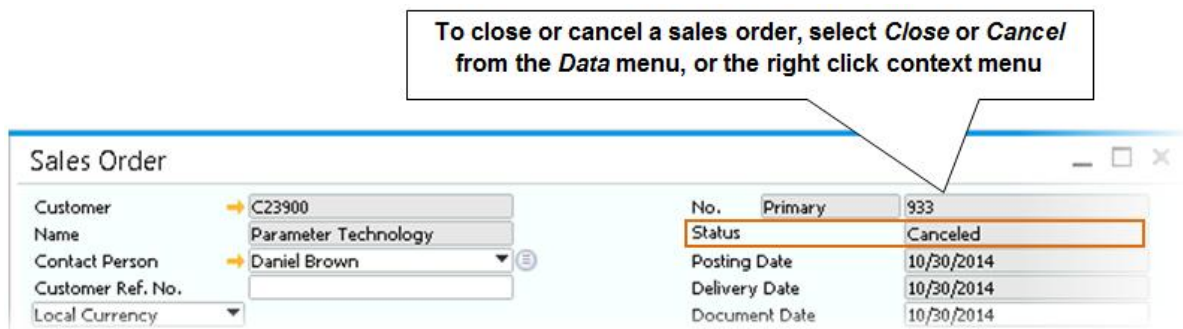 To close or cancel a sales order, select Close or Cancel
from the Data menu, or the right click context menu
Sales Order
Customer C23900 No. Primary 933
Name Parameter Technology Status Canceled
Contact Person Daniel Brown Posting Date 10/30/2014
Customer Ref. No. Delivery Date 10/30/2014
Local Currency Document Date 10/30/2014